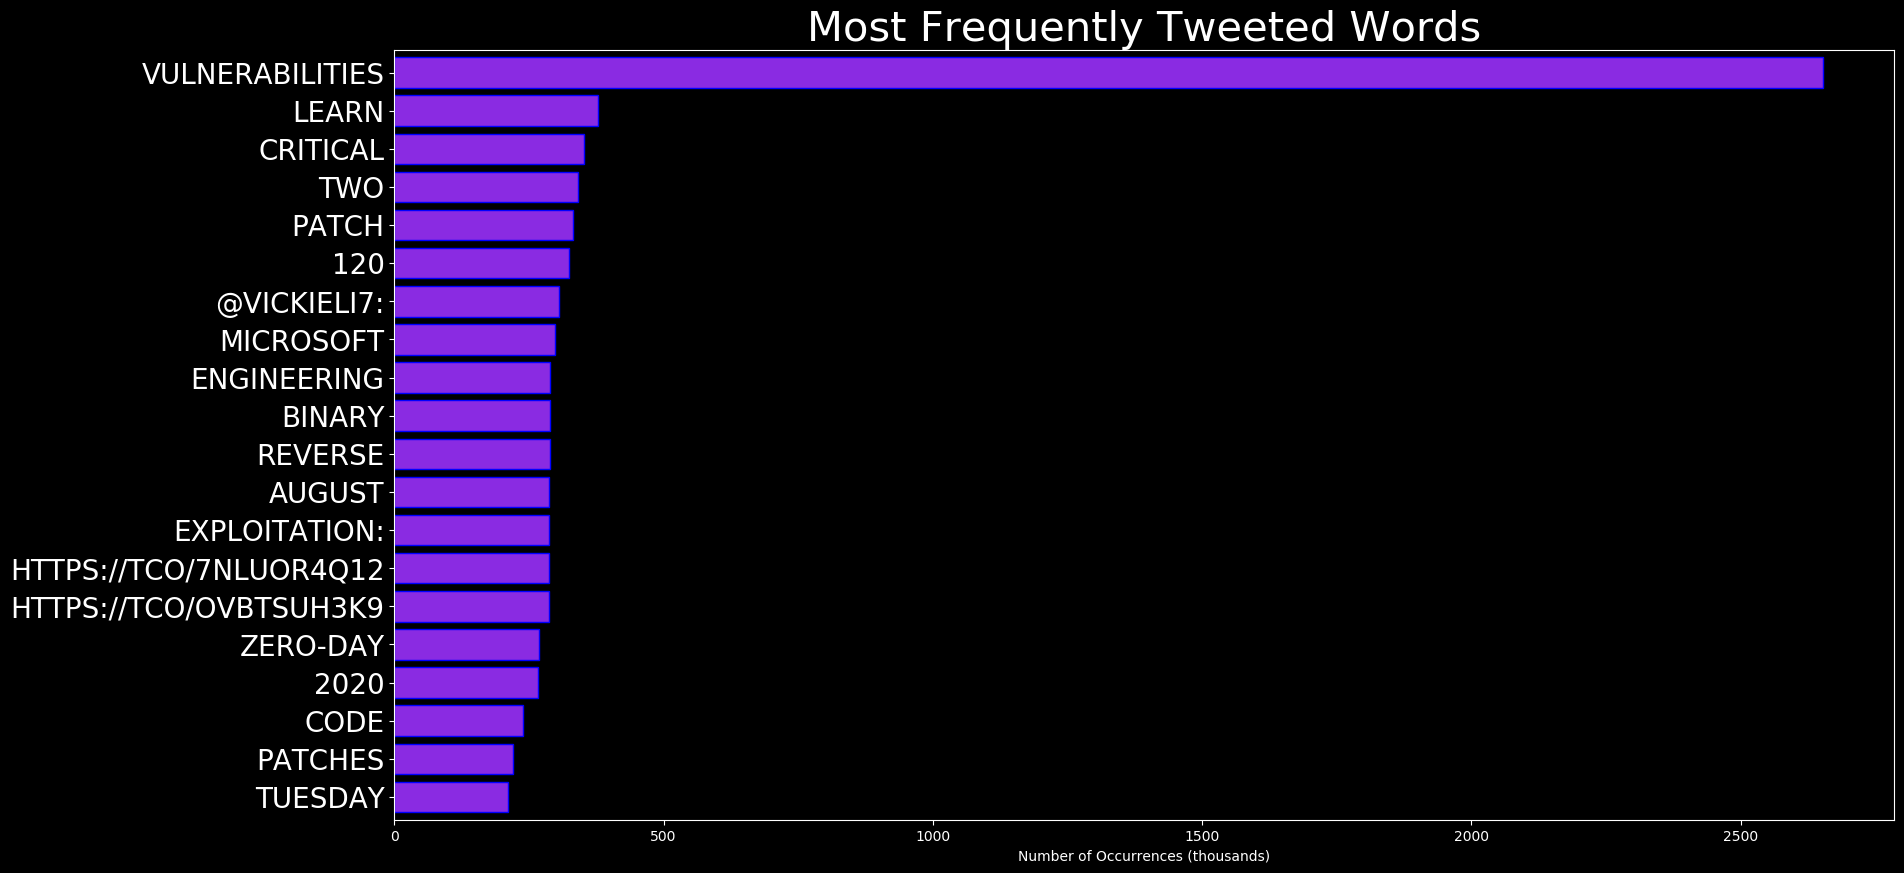 Most Frequently Tweeted Words
VULNERABILITIES
LEARN
CRITICAL
TWO
PATCH
120
@VICKIELI7:
MICROSOFT
ENGINEERING
BINARY
REVERSE
AUGUST
EXPLOITATION:
HTTPS://TCO/7NLUOR4Q12
HTTPS://TCO/OVBTSUH3K9
ZERO-DAY
2020
CODE
PATCHES
TUESDAY
0 500 1000 1500 2000 2500
Number of Occurrences (thousands)